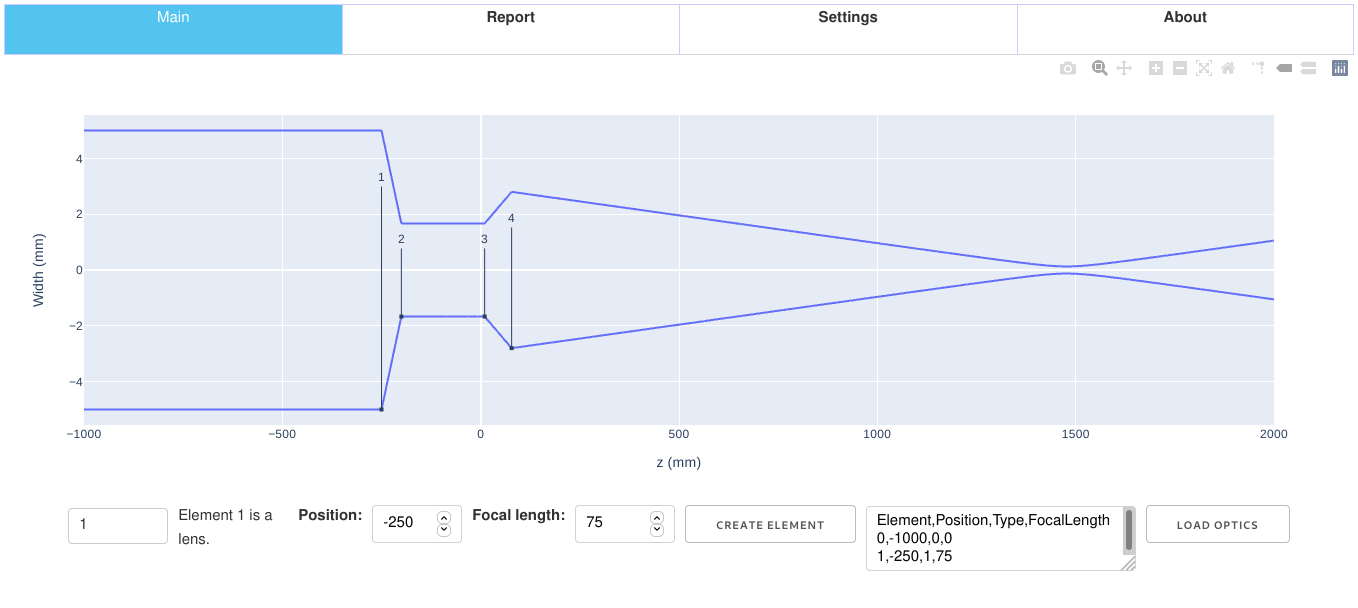 Main Report Settings About
4
2
0
−2
−4
Width (mm)
1
2
3
4
−1000 −500 0 500 1000 1500 2000
z (mm)
1
Element 1 is a
lens.
Position:
-250
Focal length:
75
CREATE ELEMENT
Element,Position,Type,FocalLength
0,-1000,0,0
1,-250,1,75
LOAD OPTICS